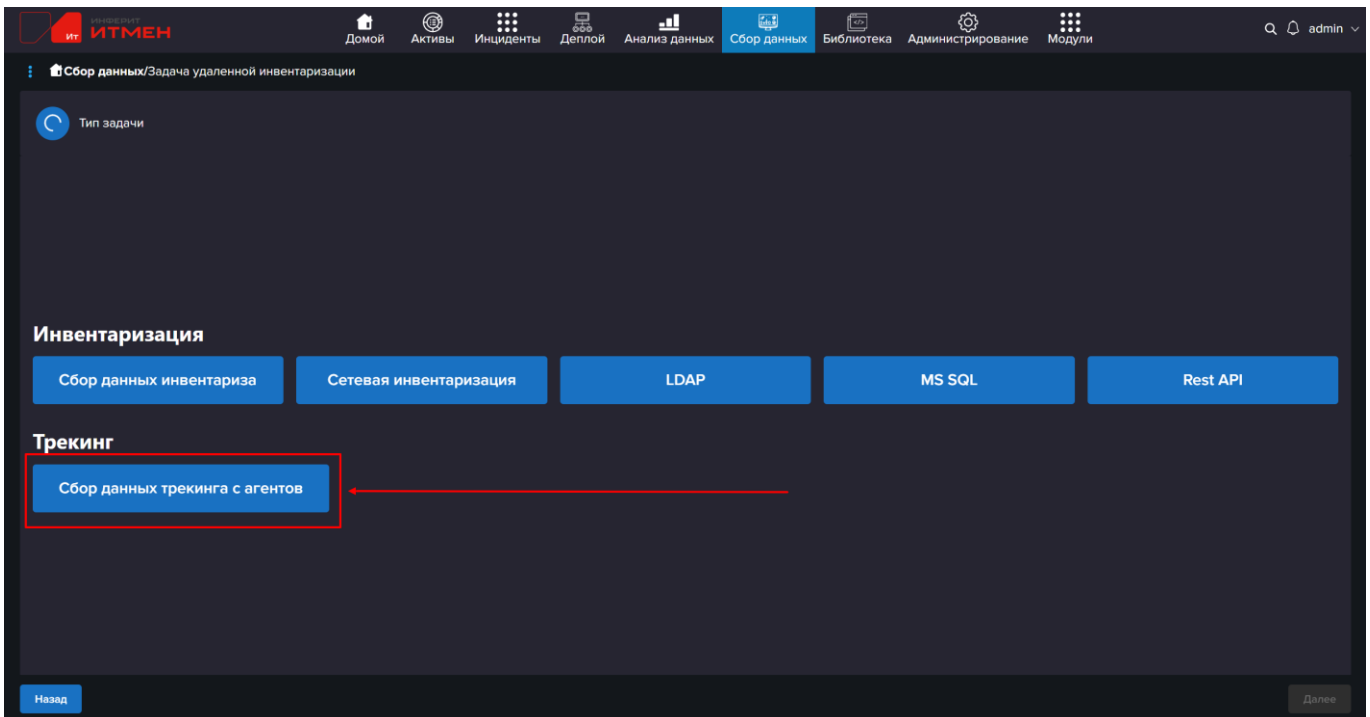 ИНФЕРИТ
ИТМЕН
Ит
Домой
Активы
Инциденты
Деплой
Анализ данных
Сбор данных
Библиотека
Администрирование
Модули
admin
Сбор данных/Задача удаленной инвентаризации
Тип задачи
Инвентаризация
Сбор данных инвентариза
Сетевая инвентаризация
LDAP
MS SQL
Rest API
Трекинг
Сбор данных трекинга с агентов
Назад
Далее